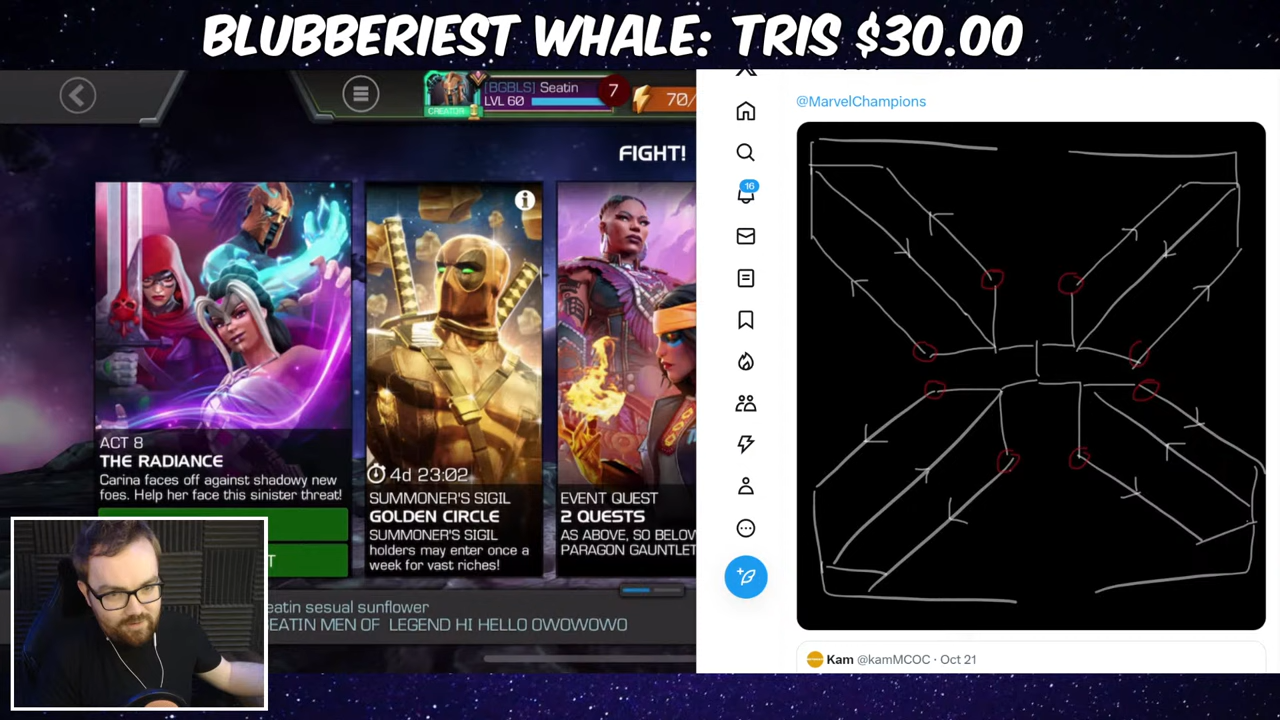 BLUBBERIEST WHALE: TRIS $30.00
[BGBLS] Seatin
LVL 60
7
70/
CREATOR
FIGHT!
ACT 8
THE RADIANCE
Carina faces off against shadowy new
foes. Help her face this sinister threat!
T
4d 23:02
SUMMONER'S SIGIL
GOLDEN CIRCLE
SUMMONER'S SIGIL
holders may enter once a
week for vast riches!
EVENT QUEST
2 QUESTS
AS ABOVE, SO BELOW
PARAGON GAUNTLET
eatin sesual sunflower
EATIN MEN OF LEGEND HI HELLO OWOWOWO
@MarvelChampions
16
Kam @kamMCOC · Oct 21